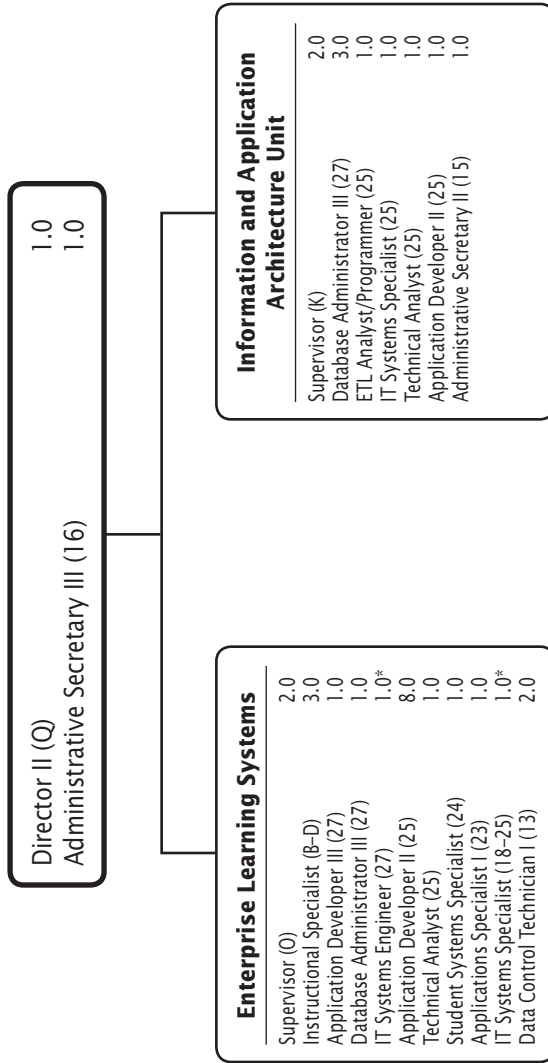 Director II (Q) 1.0
Administrative Secretary III (16) 1.0
Enterprise Learning Systems
Supervisor (O) 2.0
Instructional Specialist (B–D) 3.0
Application Developer III (27) 1.0
Database Administrator III (27) 1.0
IT Systems Engineer (27) 1.0*
Application Developer II (25) 8.0
Technical Analyst (25) 1.0
Student Systems Specialist (24) 1.0
Applications Specialist I (23) 1.0
IT Systems Specialist (18–25) 1.0*
Data Control Technician I (13) 2.0
Information and Application
Architecture Unit
Supervisor (K) 2.0
Database Administrator III (27) 3.0
ETL Analyst/Programmer (25) 1.0
IT Systems Specialist (25) 1.0
Technical Analyst (25) 1.0
Application Developer II (25) 1.0
Administrative Secretary II (15) 1.0